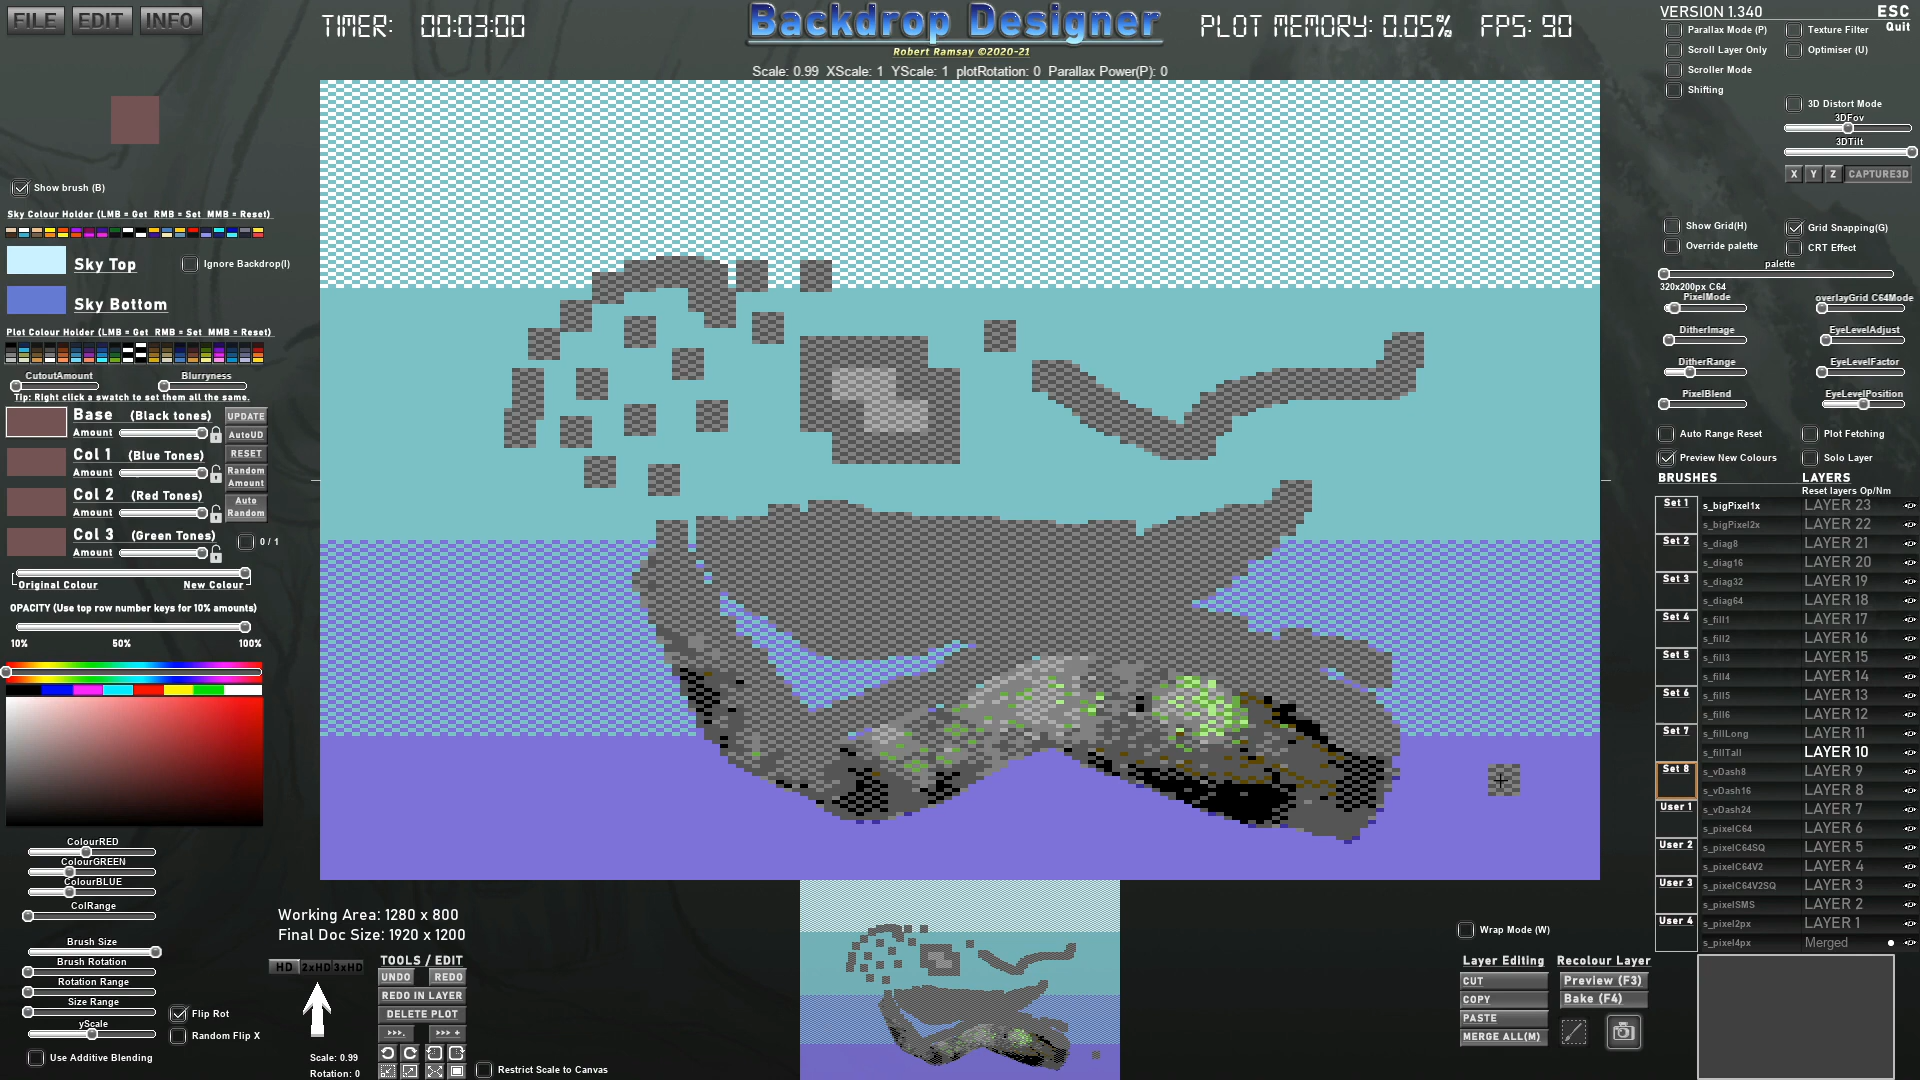 FILE EDIT INFO
TIMER: 00:03:00
Backdrop Designer
Robert Ramsay ©2020-21
PLOT MEMORY: 0.05% FPS: 90
VERSION 1.340
ESC
Quit
Scale: 0.99 XScale: 1 YScale: 1 plotRotation: 0 Parallax Power(P): 0
Parallax Mode (P)
Texture Filter
Scroll Layer Only
Optimiser (U)
Scroller Mode
Shifting
3D Distort Mode
3DFov
3DTilt
X Y Z CAPTURE3D
Show brush (B)
Sky Colour Holder (LMB = Get RMB = Set MMB = Reset)
Sky Top
Ignore Backdrop(I)
Sky Bottom
Plot Colour Holder (LMB = Get RMB = Set MMB = Reset)
CutoutAmount
Blurryness
Tip: Right click a swatch to set them all the same.
Base (Black tones)
Amount
UPDATE
AutoUD
Col 1 (Blue Tones)
Amount
RESET
Random
Amount
Col 2 (Red Tones)
Amount
Auto
Random
Col 3 (Green Tones)
Amount
0 / 1
Original Colour
New Colour
OPACITY (Use top row number keys for 10% amounts)
10% 50% 100%
ColourRED
ColourGREEN
ColourBLUE
ColRange
Brush Size
Brush Rotation
Rotation Range
Size Range
yScale
Flip Rot
Random Flip X
Use Additive Blending
Working Area: 1280 x 800
Final Doc Size: 1920 x 1200
HD 2xHD 3xHD
Scale: 0.99
Rotation: 0
TOOLS / EDIT
UNDO REDO
REDO IN LAYER
DELETE PLOT
>>>. >>> +
Restrict Scale to Canvas
Show Grid(H)
Grid Snapping(G)
Override palette
CRT Effect
palette
320x200px C64
PixelMode
overlayGrid C64Mode
DitherImage
EyeLevelAdjust
DitherRange
EyeLevelFactor
PixelBlend
EyeLevelPosition
Auto Range Reset
Plot Fetching
Preview New Colours
Solo Layer
BRUSHES
LAYERS
Reset layers Op/Nm
Set 1
Set 2
Set 3
Set 4
Set 5
Set 6
Set 7
Set 8
User 1
User 2
User 3
User 4
s_bigPixel1x LAYER 23
s_bigPixel2x LAYER 22
s_diag8 LAYER 21
s_diag16 LAYER 20
s_diag32 LAYER 19
s_diag64 LAYER 18
s_fill1 LAYER 17
s_fill2 LAYER 16
s_fill3 LAYER 15
s_fill4 LAYER 14
s_fill5 LAYER 13
s_fill6 LAYER 12
s_fillLong LAYER 11
s_fillTall LAYER 10
s_vDash8 LAYER 9
s_vDash16 LAYER 8
s_vDash24 LAYER 7
s_pixelC64 LAYER 6
s_pixelC64SQ LAYER 5
s_pixelC64V2 LAYER 4
s_pixelC64V2SQ LAYER 3
s_pixelSMS LAYER 2
s_pixel2px LAYER 1
s_pixel4px Merged
Wrap Mode (W)
Layer Editing
CUT
COPY
PASTE
MERGE ALL(M)
Recolour Layer
Preview (F3)
Bake (F4)